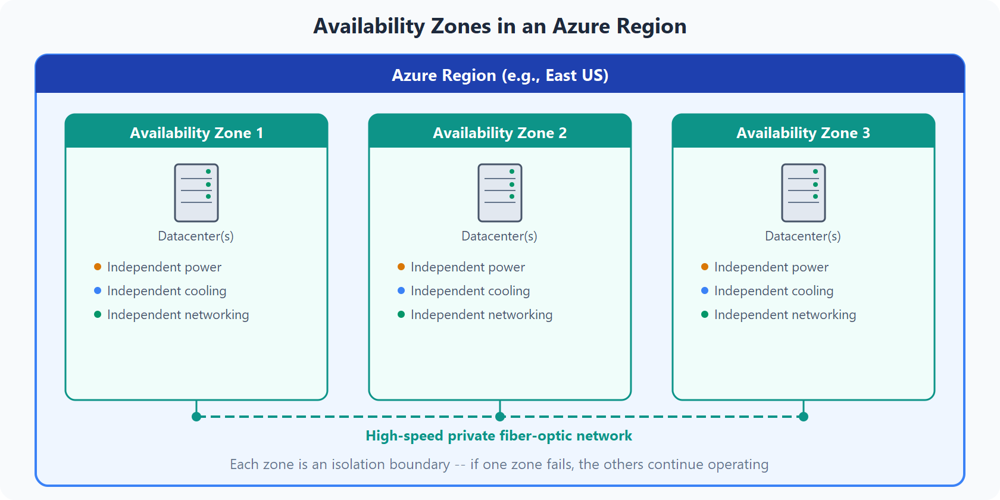 Availability Zones in an Azure Region
Azure Region (e.g., East US)
Availability Zone 1
Datacenter(s)
Independent power
Independent cooling
Independent networking
Availability Zone 2
Datacenter(s)
Independent power
Independent cooling
Independent networking
Availability Zone 3
Datacenter(s)
Independent power
Independent cooling
Independent networking
High-speed private fiber-optic network
Each zone is an isolation boundary -- if one zone fails, the others continue operating